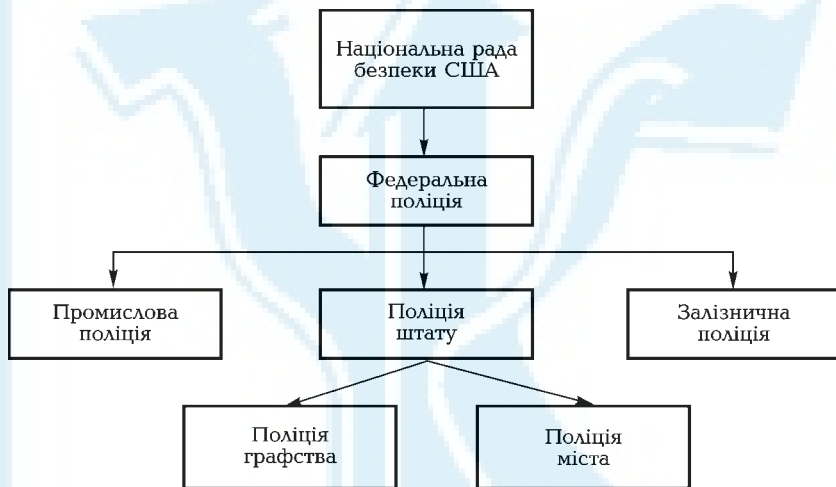 Національна рада
безпеки США
Федеральна
поліція
Промислова
поліція
Поліція
штату
Залізнична
поліція
Поліція
графства
Поліція
міста